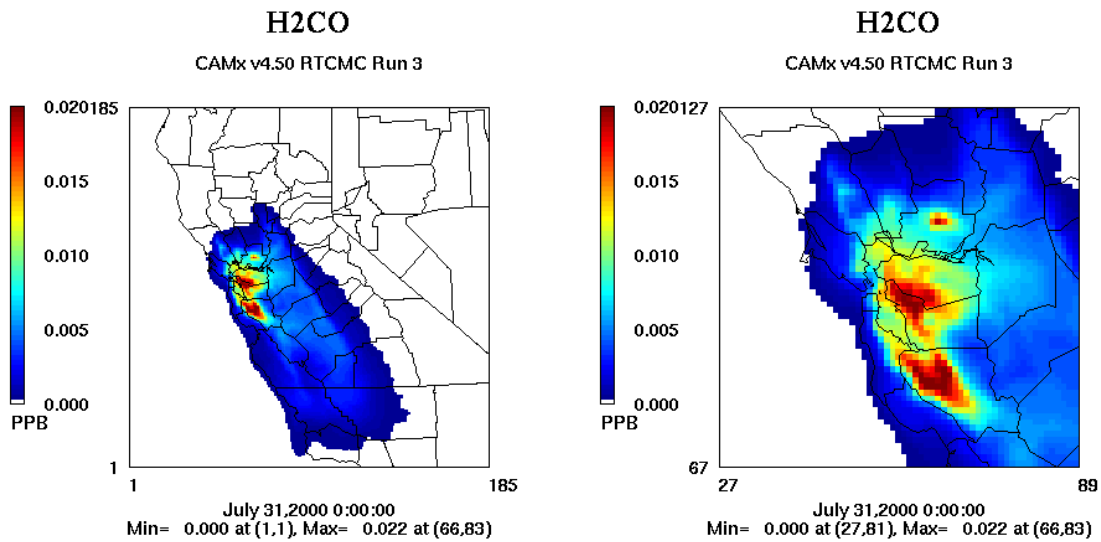 H2CO
CAMx v4.50 RTCMC Run 3
0.020
185
0.015
0.010
0.005
0.000
PPB
1
1
185
July 31,2000 0:00:00
Min= 0.000 at (1,1), Max= 0.022 at (66,83)
H2CO
CAMx v4.50 RTCMC Run 3
0.020
127
0.015
0.010
0.005
0.000
PPB
67
27
89
July 31,2000 0:00:00
Min= 0.000 at (27,81), Max= 0.022 at (66,83)